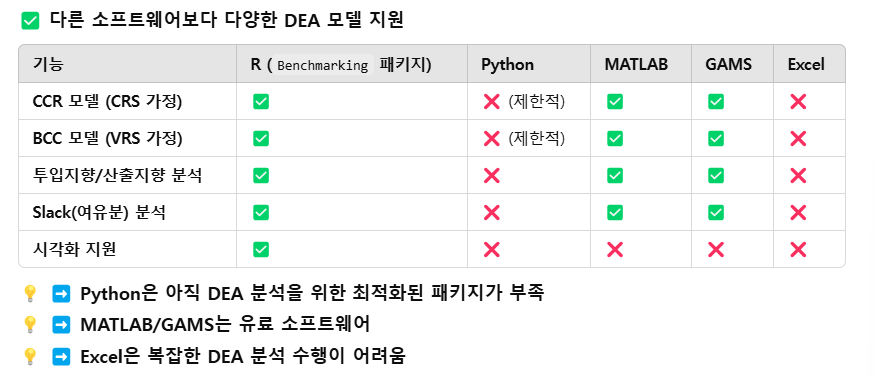 ✅ 다른 소프트웨어보다 다양한 DEA 모델 지원
기능 R ( Benchmarking 패키지) Python MATLAB GAMS Excel
CCR 모델 (CRS 가정) ✅ ❌ (제한적) ✅ ✅ ❌
BCC 모델 (VRS 가정) ✅ ❌ (제한적) ✅ ✅ ❌
투입지향/산출지향 분석 ✅ ❌ ✅ ✅ ❌
Slack(여유분) 분석 ✅ ❌ ✅ ✅ ❌
시각화 지원 ✅ ❌ ❌ ❌ ❌
💡 ➡ Python은 아직 DEA 분석을 위한 최적화된 패키지가 부족
💡 ➡ MATLAB/GAMS는 유료 소프트웨어
💡 ➡ Excel은 복잡한 DEA 분석 수행이 어려움